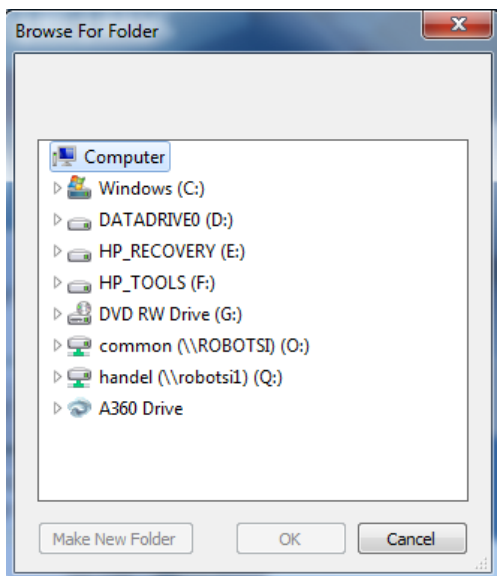 Browse For Folder
Computer
Windows (C:)
DATADRIVE0 (D:)
HP_RECOVERY (E:)
HP_TOOLS (F:)
DVD RW Drive (G:)
common (\\ROBOTSI) (O:)
handel (\\robotsi1) (Q:)
A360 Drive
Make New Folder OK Cancel